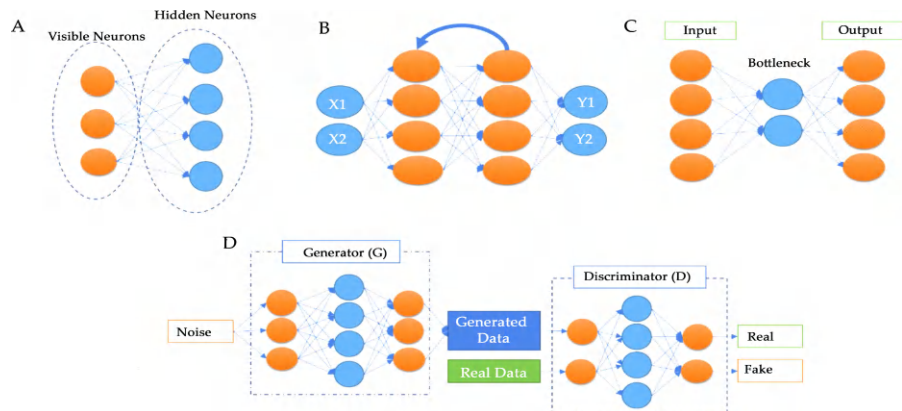 A
Visible Neurons
Hidden Neurons
B
X1
X2
Y1
Y2
C
Input
Bottleneck
Output
D
Generator (G)
Noise
Generated
Data
Real Data
Discriminator (D)
Real
Fake